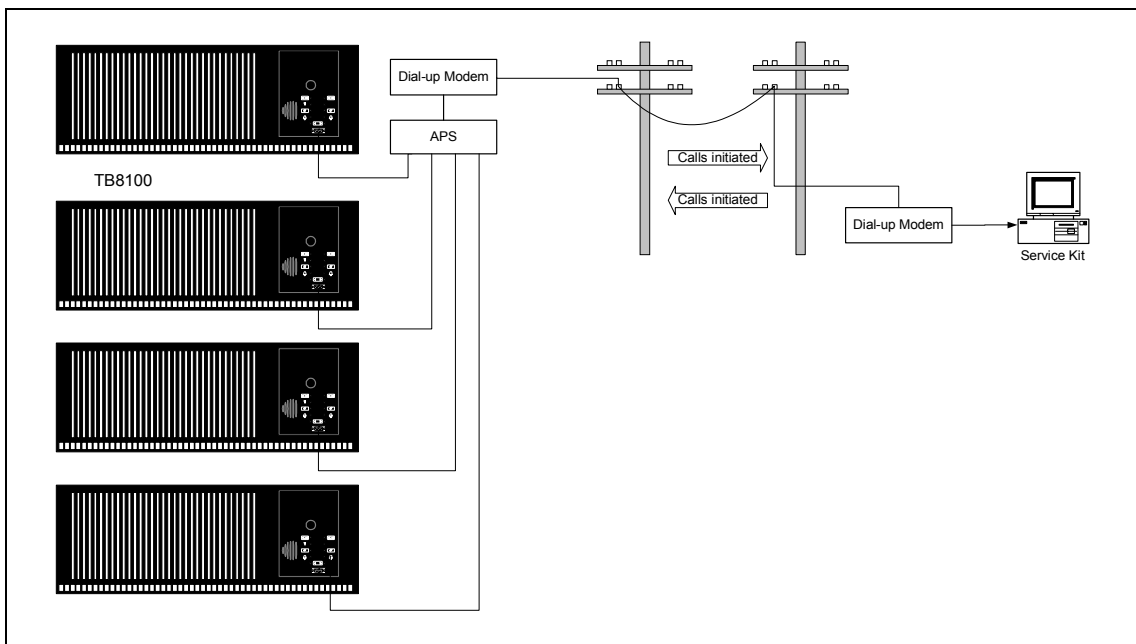 Dial-up Modem
APS
TB8100
Calls initiated
Calls initiated
Dial-up Modem
Service Kit